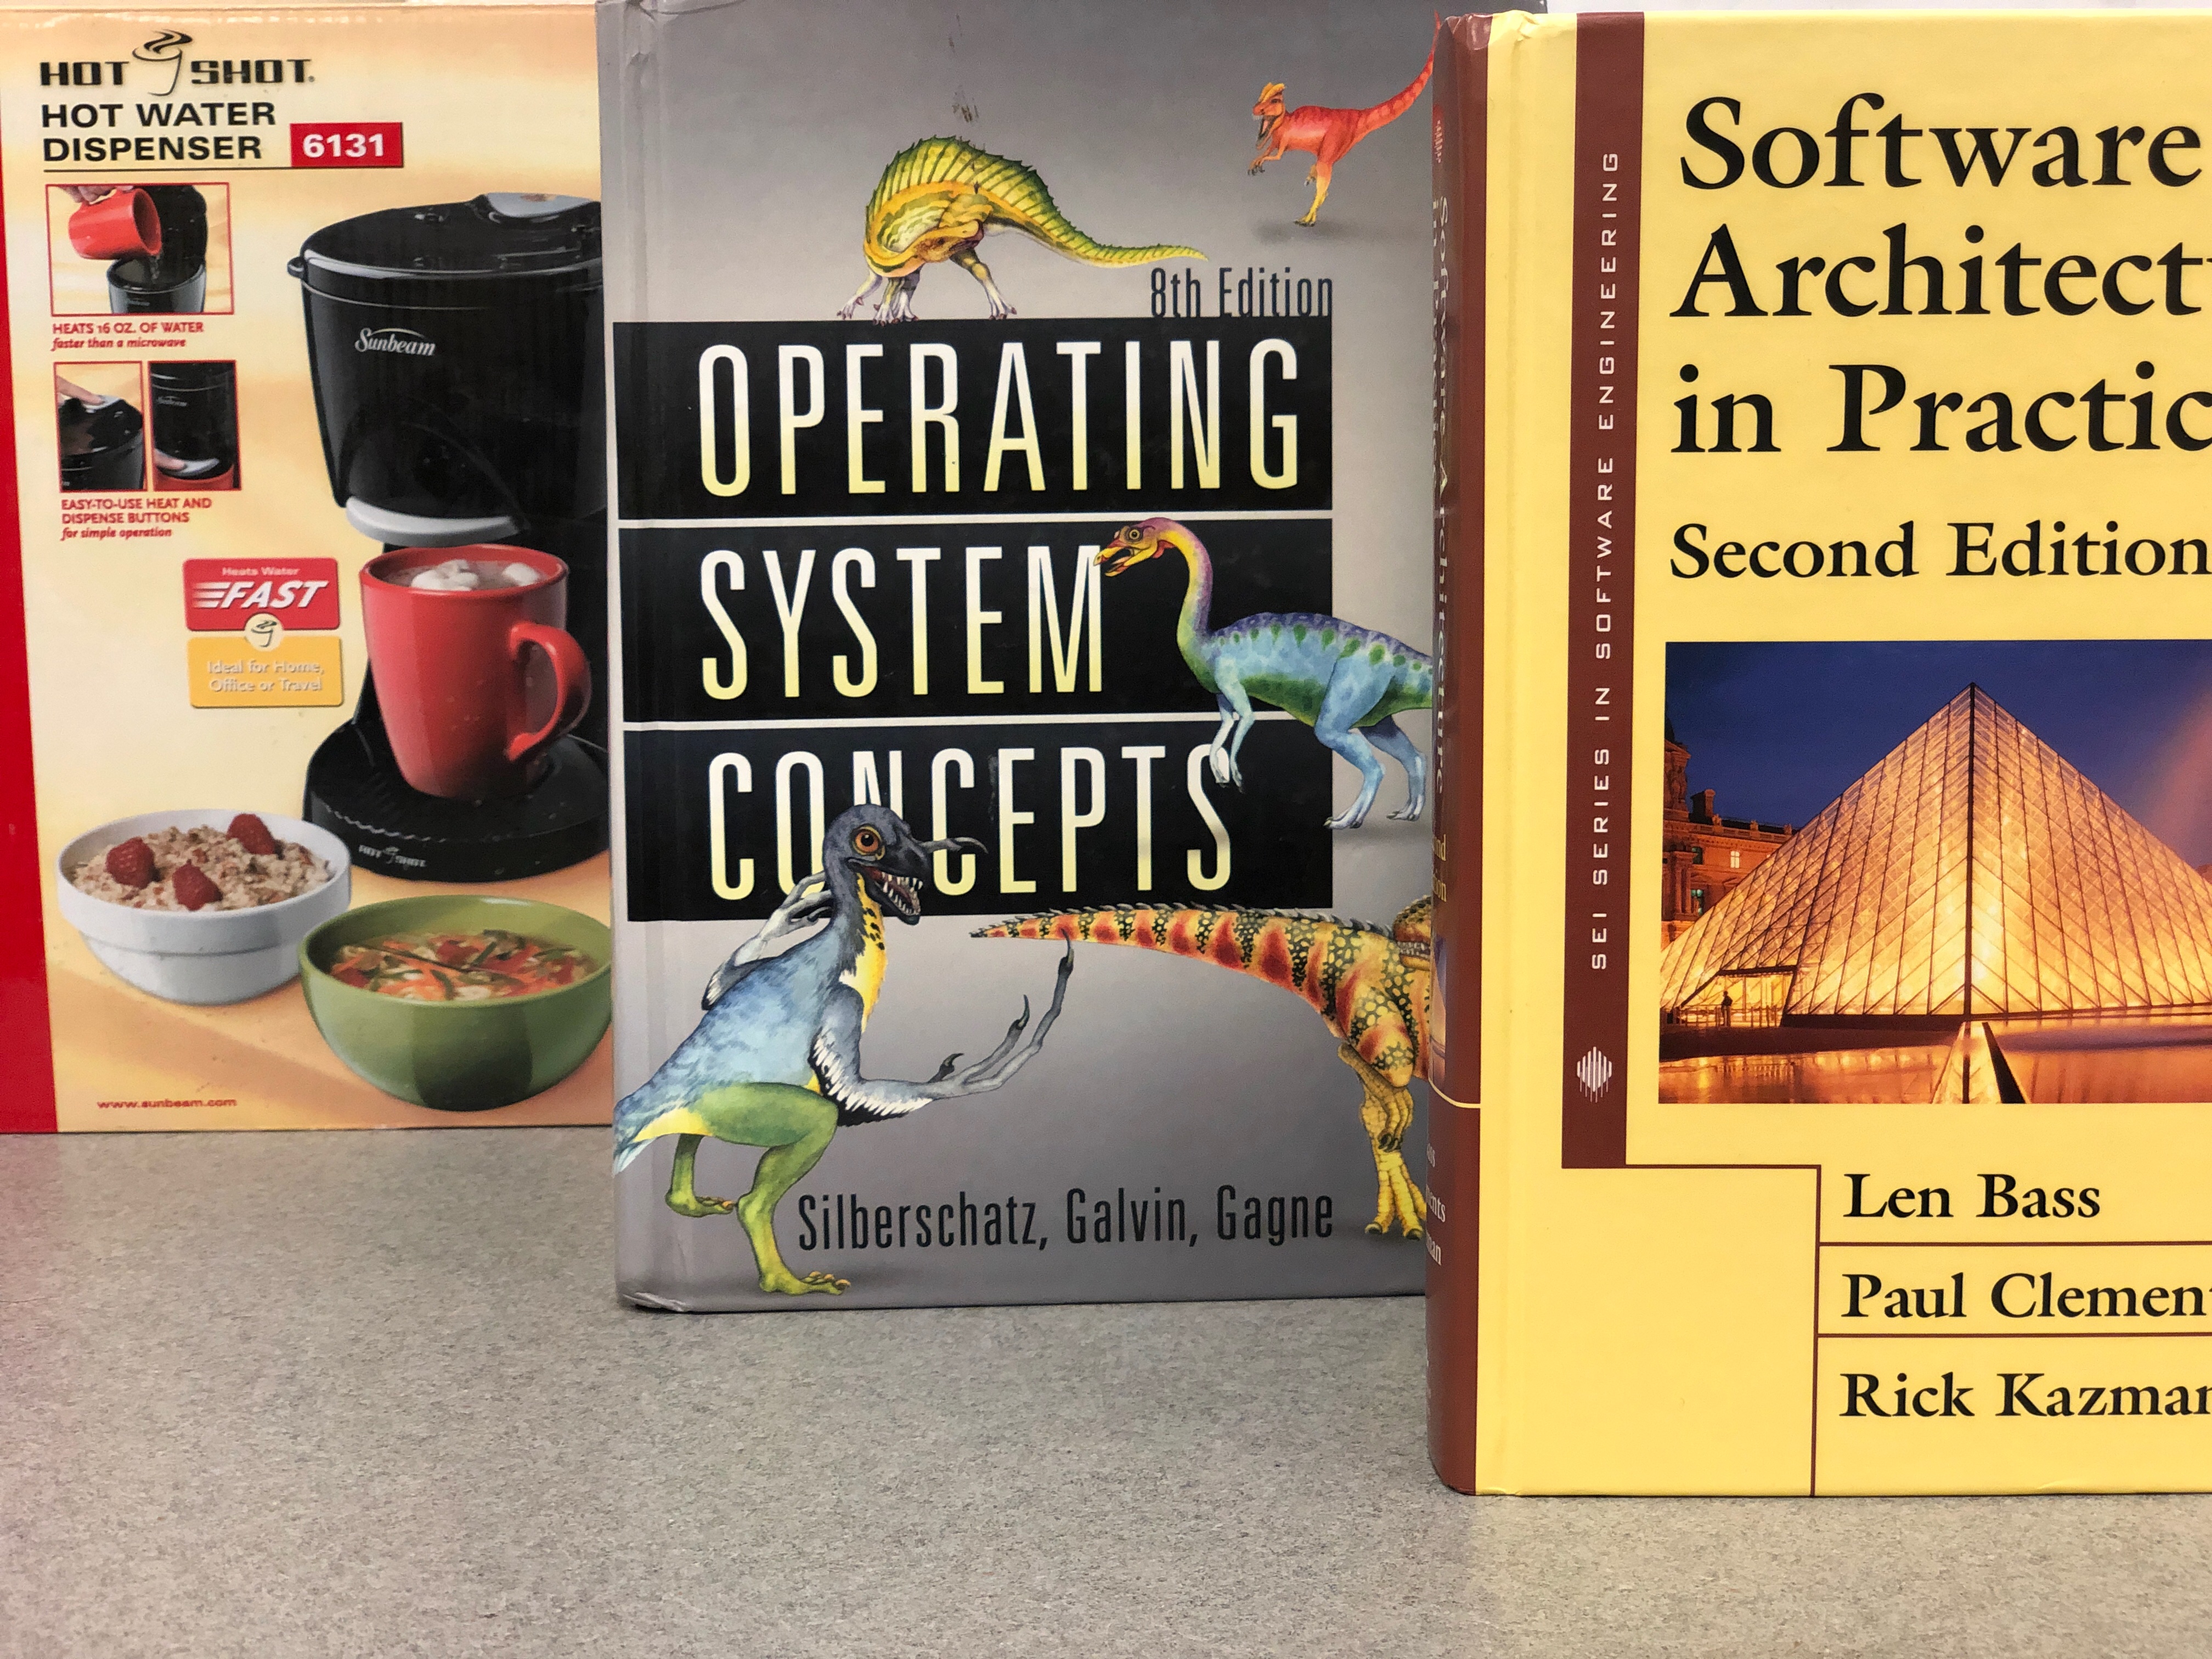 HOT SHOT.
HOT WATER
DISPENSER 6131
Sunbeam
HEATS 16 OZ. OF WATER
faster than a microwave
EASY-TO-USE HEAT AND
DISPENSE BUTTONS
for simple operation
Heats Water
FAST
Ideal for Home,
Office or Travel
HOT SHOT
www.sunbeam.com
8th Edition
OPERATING
SYSTEM
CONCEPTS
Silberschatz, Galvin, Gagne
SEI SERIES IN SOFTWARE ENGINEERING
Software
Architect
in Practic
Second Edition
Len Bass
Paul Clemen
Rick Kazman